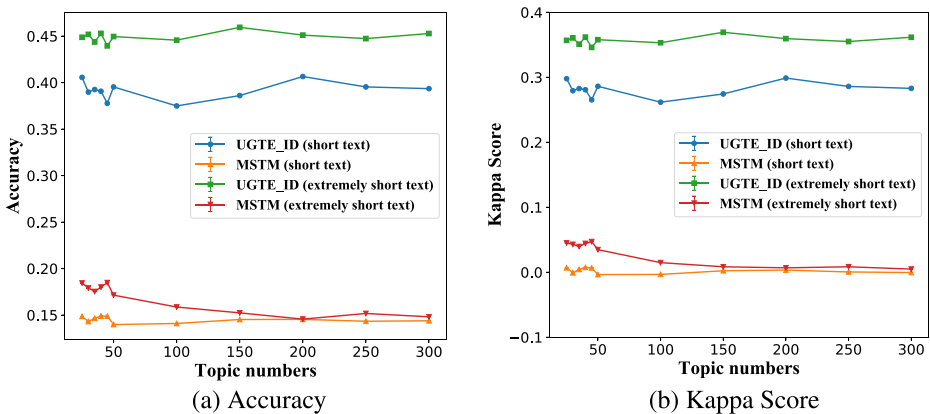 0.45
0.40
0.35
0.30
0.25
0.20
0.15
Accuracy
UGTE_ID (short text)
MSTM (short text)
UGTE_ID (extremely short text)
MSTM (extremely short text)
50 100 150 200 250 300
Topic numbers
(a) Accuracy
0.4
0.3
0.2
0.1
0.0
−0.1
Kappa Score
UGTE_ID (short text)
MSTM (short text)
UGTE_ID (extremely short text)
MSTM (extremely short text)
50 100 150 200 250 300
Topic numbers
(b) Kappa Score